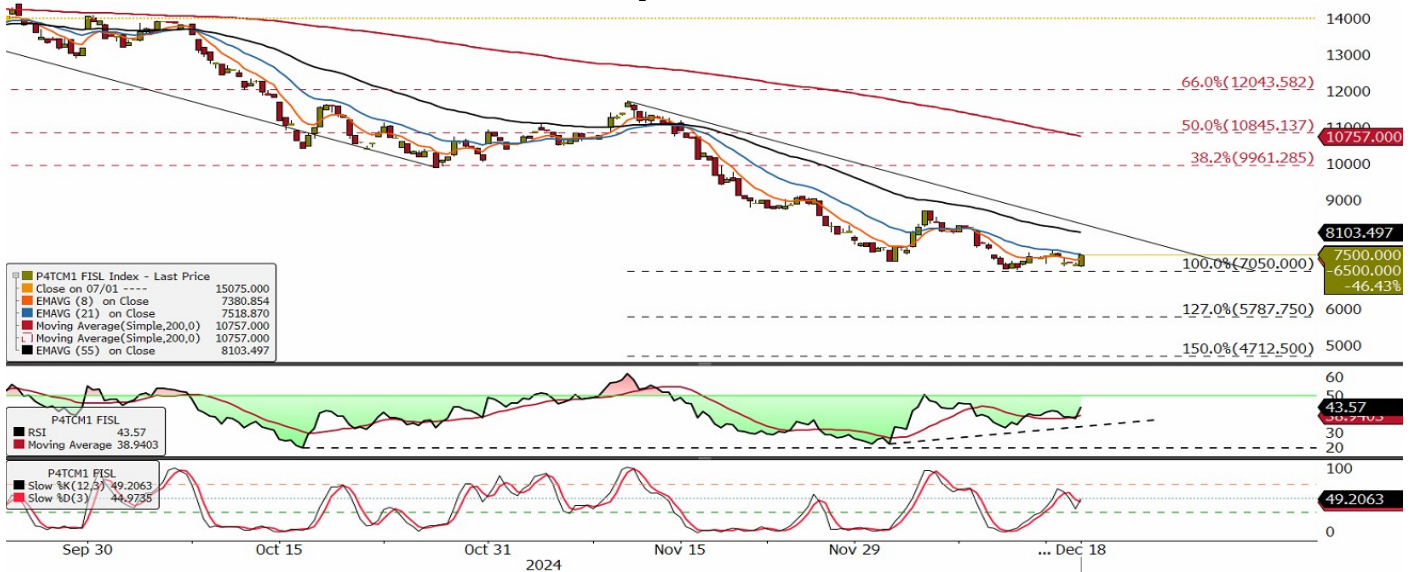 14000
13000
66.0%(12043.582)
12000
11000
50.0%(10845.137)
10757.000
38.2%(9961.285)
10000
9000
8103.497
7500.000
-6500.000
-46.43%
100.0%(7050.000)
127.0%(5787.750)
6000
150.0%(4712.500)
5000
P4TCM1 FISL Index - Last Price
Close on 07/01 ---- 15075.000
EMAVG (8) on Close 7380.854
EMAVG (21) on Close 7518.870
Moving Average(Simple,200,0) 10757.000
Moving Average(Simple,200,0) 10757.000
EMAVG (55) on Close 8103.497
60
50
43.57
38.9403
30
20
P4TCM1 FISL
RSI 43.57
Moving Average 38.9403
P4TCM1 FISL
Slow %K(12,3) 49.2063
Slow %D(3) 44.9735
100
49.2063
0
Sep 30
Oct 15
Oct 31
Nov 15
Nov 29
... Dec 18
2024